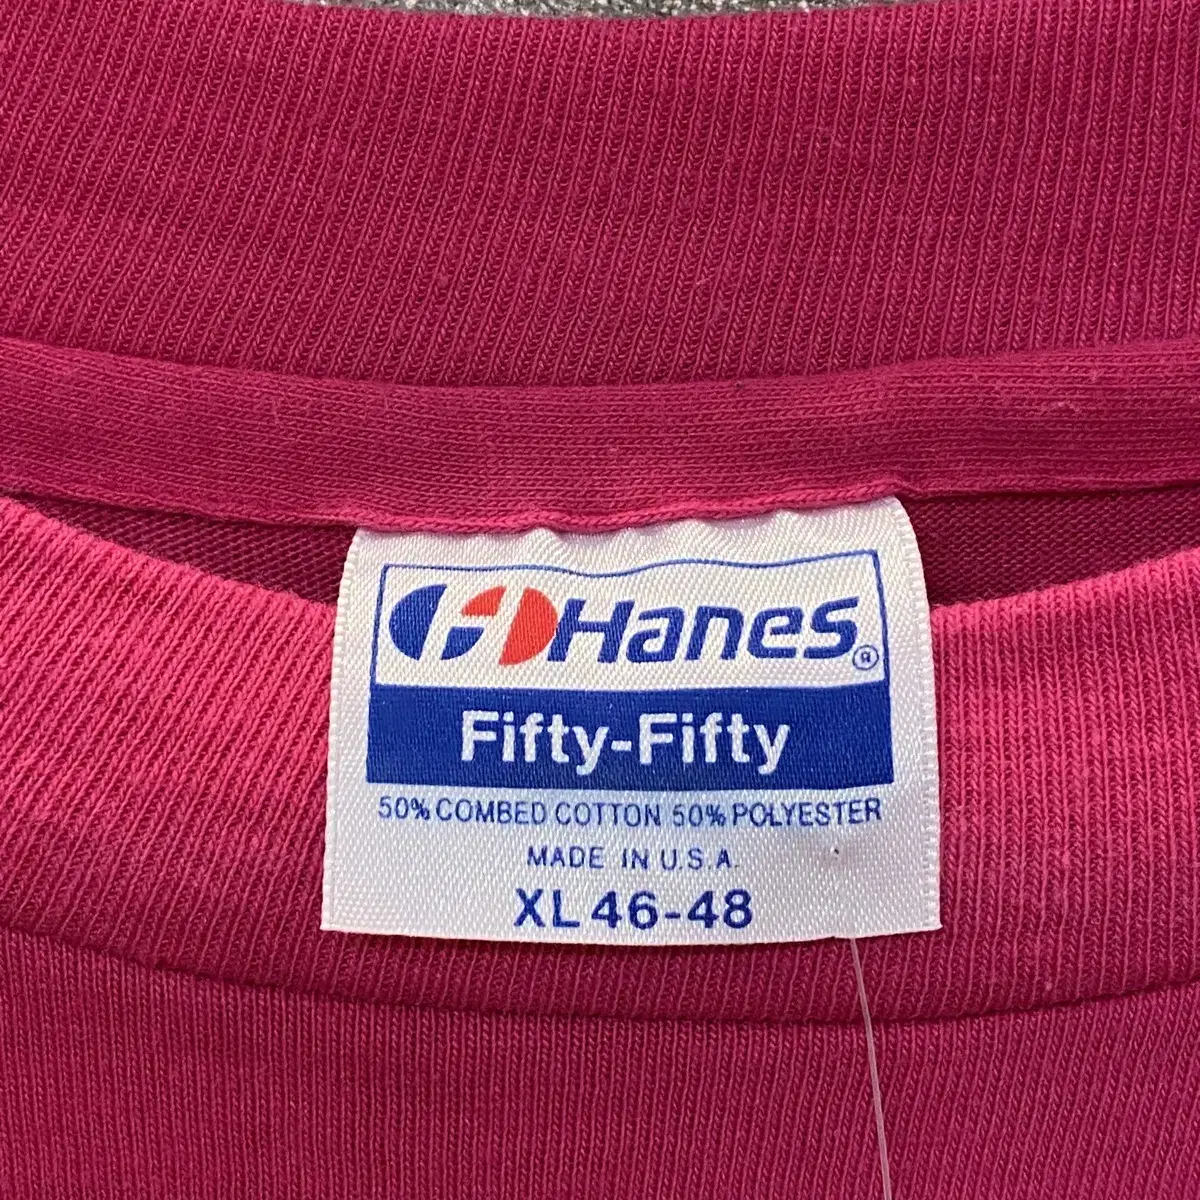 Hanes®
Fifty-Fifty
50% COMBED COTTON 50% POLYESTER
MADE IN U.S.A.
XL 46-48